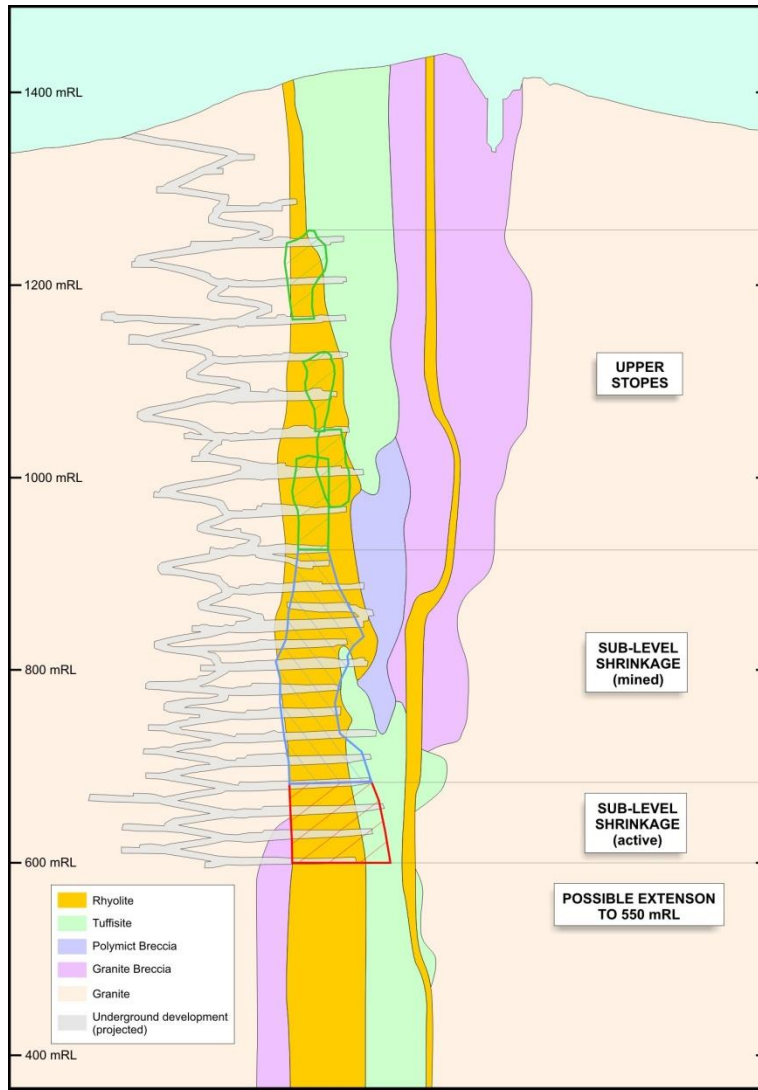 1400 mRL
1200 mRL
UPPER
STOPES
1000 mRL
800 mRL
SUB-LEVEL
SHRINKAGE
(mined)
SUB-LEVEL
SHRINKAGE
(active)
600 mRL
POSSIBLE EXTENSON
TO 550 mRL
Rhyolite
Tuffisite
Polymict Breccia
Granite Breccia
Granite
Underground development
(projected)
400 mRL